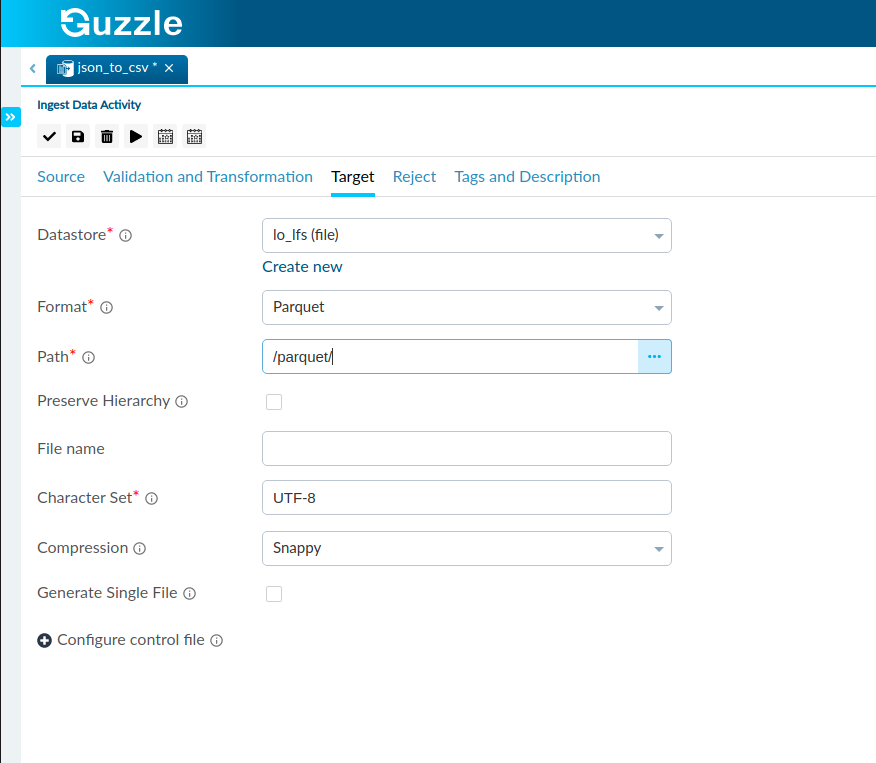 Guzzle
json_to_csv * ×
Ingest Data Activity
Source Validation and Transformation Target Reject Tags and Description
Datastore* lo_lfs (file)
Create new
Format* Parquet
Path* /parquet/ ...
Preserve Hierarchy
File name
Character Set* UTF-8
Compression Snappy
Generate Single File
Configure control file